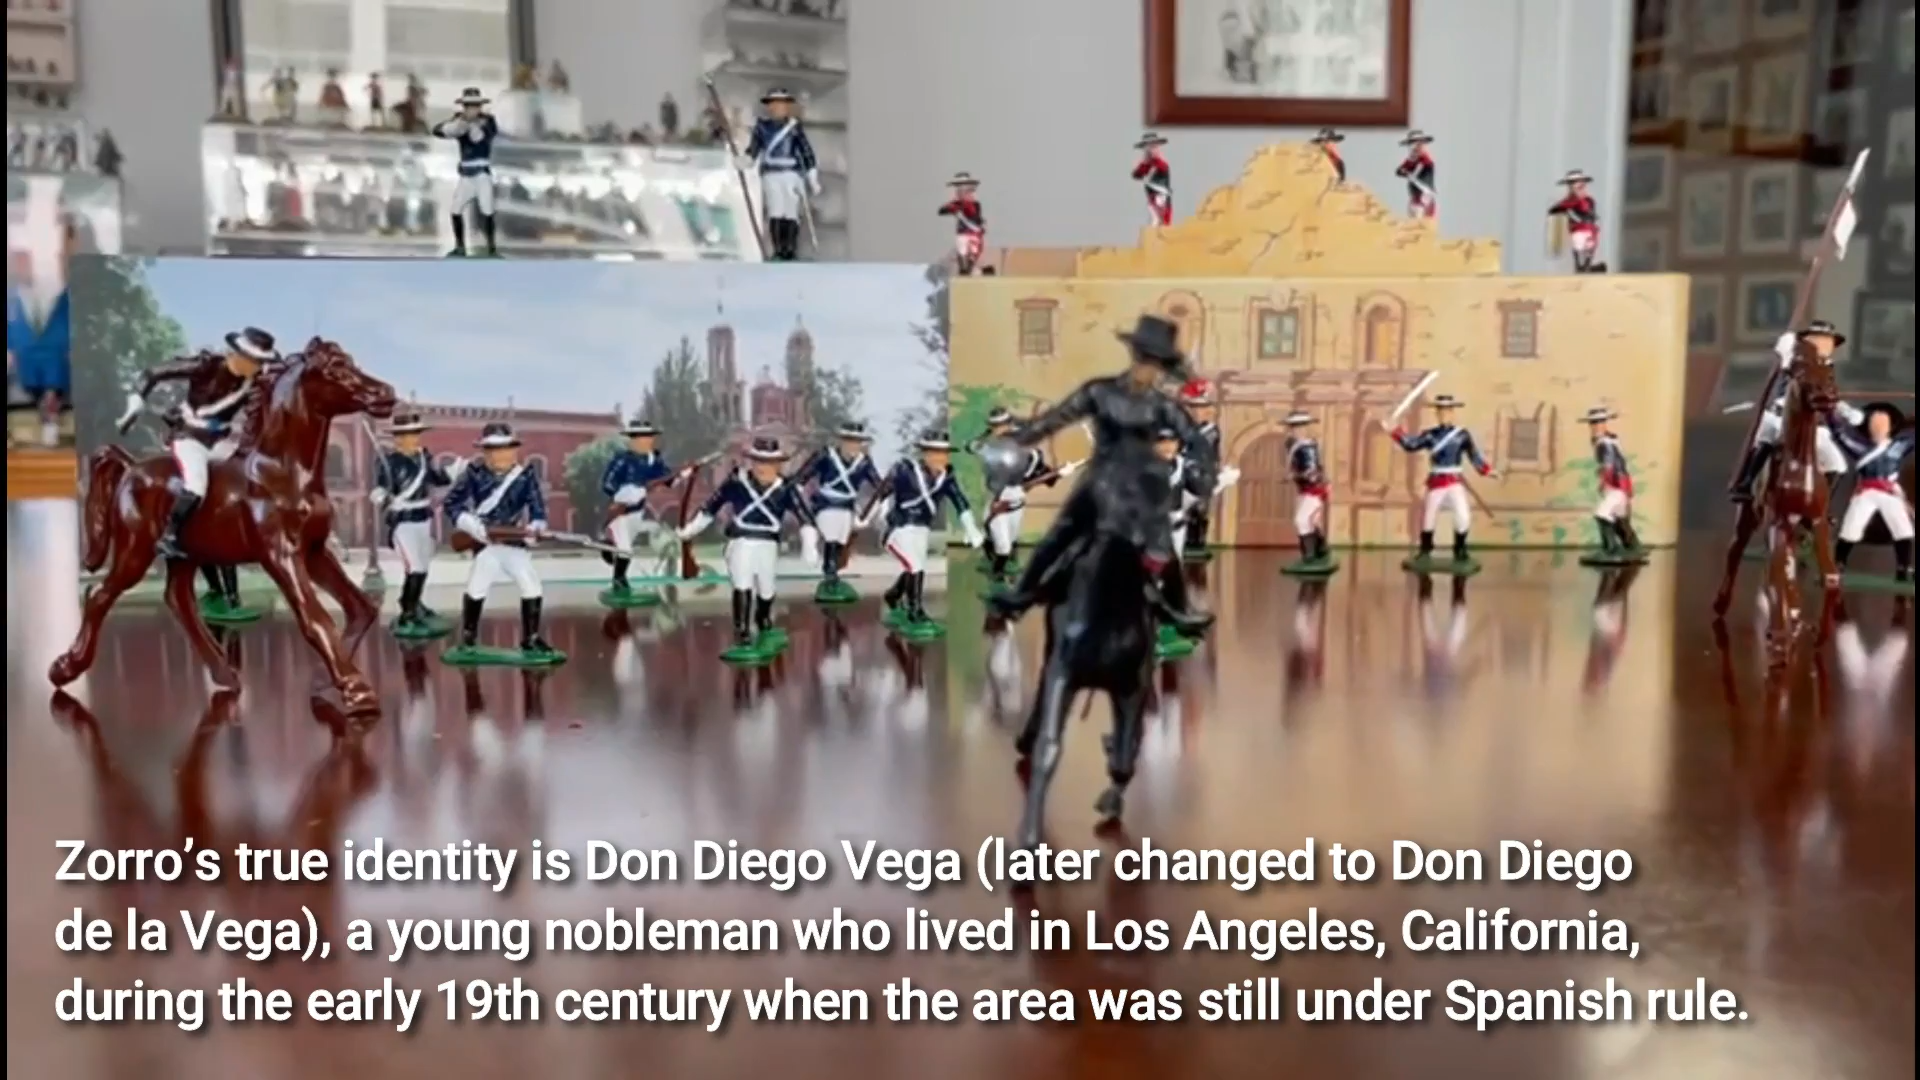 Zorro’s true identity is Don Diego Vega (later changed to Don Diego
de la Vega), a young nobleman who lived in Los Angeles, California,
during the early 19th century when the area was still under Spanish rule.